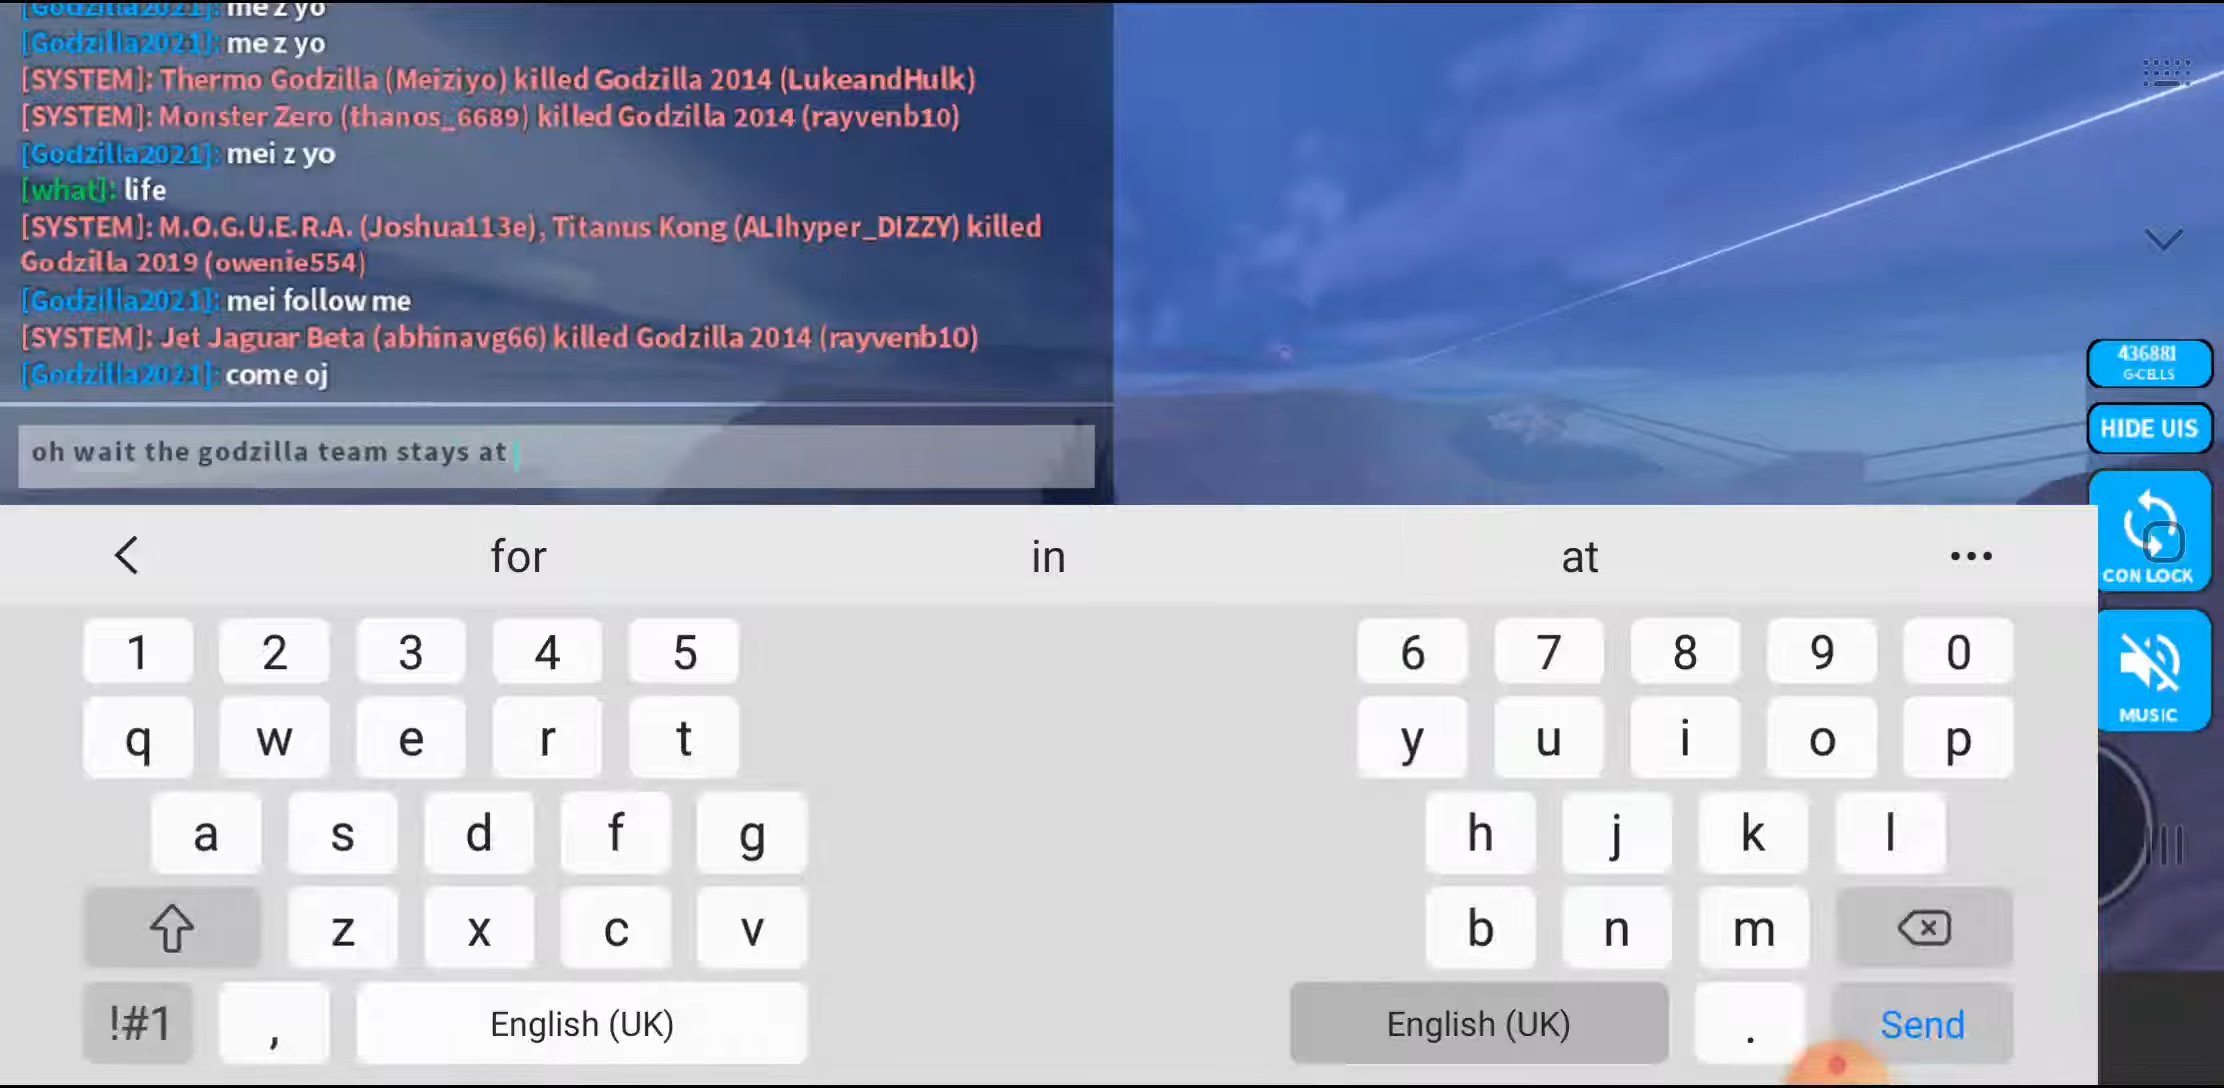 [Godzilla2021]: me z yo
[Godzilla2021]: me z yo
[SYSTEM]: Thermo Godzilla (Meiziyo) killed Godzilla 2014 (LukeandHulk)
[SYSTEM]: Monster Zero (thanos_6689) killed Godzilla 2014 (rayvenb10)
[Godzilla2021]: mei z yo
[what]: life
[SYSTEM]: M.O.G.U.E.R.A. (Joshua113e), Titanus Kong (ALIhyper_DIZZY) killed
Godzilla 2019 (owenie554)
[Godzilla2021]: mei follow me
[SYSTEM]: Jet Jaguar Beta (abhinavg66) killed Godzilla 2014 (rayvenb10)
[Godzilla2021]: come oj
oh wait the godzilla team stays at
436881
G-CELLS
HIDE UIS
CON LOCK
MUSIC
for in at
1 2 3 4 5 6 7 8 9 0
q w e r t y u i o p
a s d f g h j k l
z x c v b n m
!#1 , English (UK) English (UK) . Send